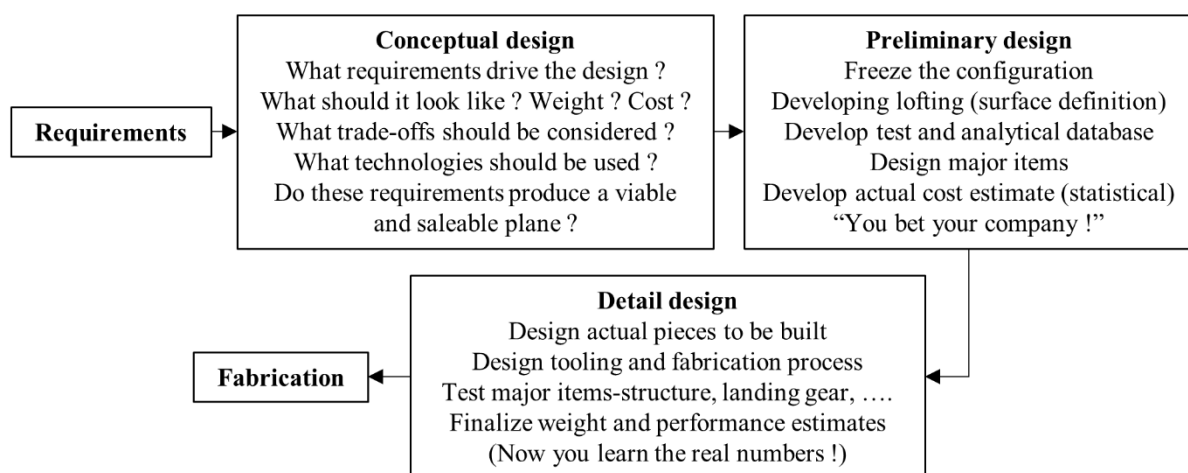 Requirements
Conceptual design
What requirements drive the design ?
What should it look like ? Weight ? Cost ?
What trade-offs should be considered ?
What technologies should be used ?
Do these requirements produce a viable
and saleable plane ?
Preliminary design
Freeze the configuration
Developing lofting (surface definition)
Develop test and analytical database
Design major items
Develop actual cost estimate (statistical)
“You bet your company !”
Detail design
Design actual pieces to be built
Design tooling and fabrication process
Test major items-structure, landing gear, ….
Finalize weight and performance estimates
(Now you learn the real numbers !)
Fabrication